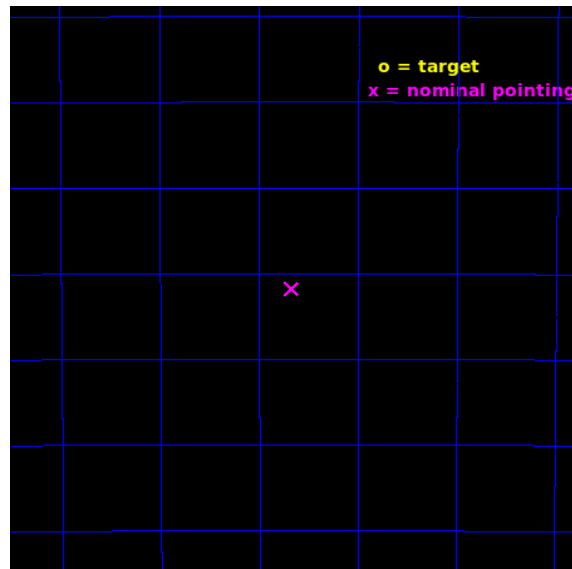 o = target
x = nominal pointing